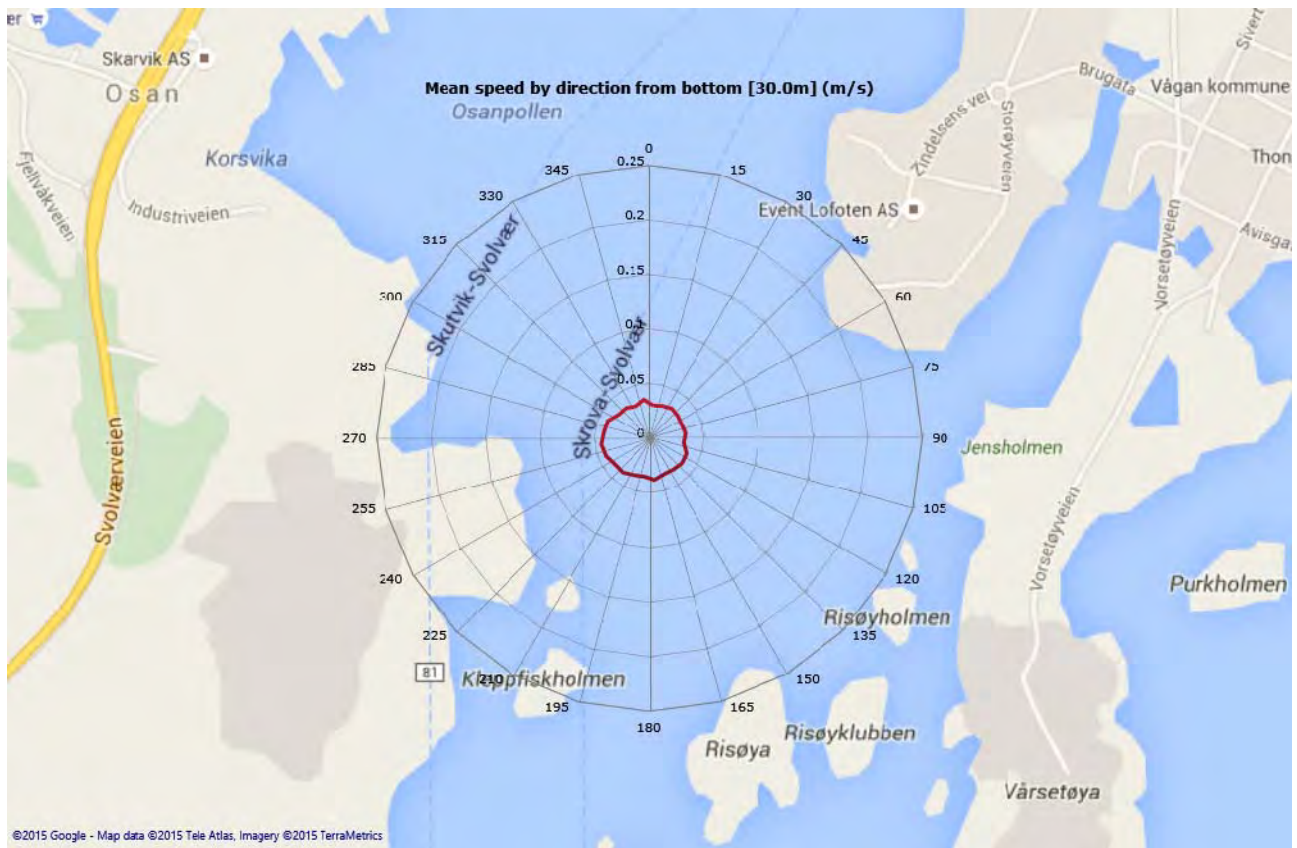 er
Skarvik AS
Osan
Fjellvåkveien
Korsvika
Industriveien
Svolværveien
Mean speed by direction from bottom [30.0m] (m/s)
Osanpollen
Zindelsens vei
Storøyveien
Brugata
Sivert
Vågan kommune
Thon
Event Lofoten AS
Vorsetøyveien
Avisga
0
15
30
45
60
75
90
105
120
135
150
165
180
195
210
225
240
255
270
285
300
315
330
345
0.25
0.2
0.15
0.1
0.05
0
Skutvik-Svolvær
Skrova-Svolvær
Jensholmen
Vorsetøyveien
Purkholmen
Risøyholmen
81
Kleppfiskholmen
Risøya
Risøyklubben
Vårsetøya
©2015 Google - Map data ©2015 Tele Atlas, Imagery ©2015 TerraMetrics